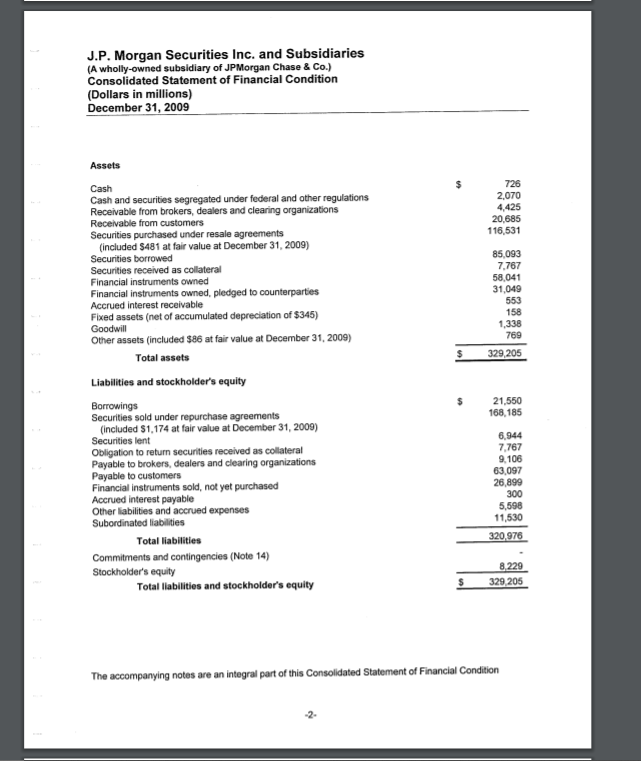 J.P. Morgan Securities Inc. and Subsidiaries
(A wholly-owned subsidiary of JPMorgan Chase & Co.)
Consolidated Statement of Financial Condition
(Dollars in millions)
December 31, 2009
Assets
Cash $ 726
Cash and securities segregated under federal and other regulations 2,070
Receivable from brokers, dealers and clearing organizations 4,425
Receivable from customers 20,685
Securities purchased under resale agreements 116,531
(included $481 at fair value at December 31, 2009)
Securities borrowed 85,093
Securities received as collateral 7,767
Financial instruments owned 58,041
Financial instruments owned, pledged to counterparties 31,049
Accrued interest receivable 553
Fixed assets (net of accumulated depreciation of $345) 158
Goodwill 1,338
Other assets (included $86 at fair value at December 31, 2009) 769
Total assets $ 329,205
Liabilities and stockholder's equity
Borrowings $ 21,550
Securities sold under repurchase agreements 168,185
(included $1,174 at fair value at December 31, 2009)
Securities lent 6,944
Obligation to return securities received as collateral 7,767
Payable to brokers, dealers and clearing organizations 9,106
Payable to customers 63,097
Financial instruments sold, not yet purchased 26,899
Accrued interest payable 300
Other liabilities and accrued expenses 5,598
Subordinated liabilities 11,530
Total liabilities 320,976
Commitments and contingencies (Note 14) -
Stockholder's equity 8,229
Total liabilities and stockholder's equity $ 329,205
The accompanying notes are an integral part of this Consolidated Statement of Financial Condition
-2-